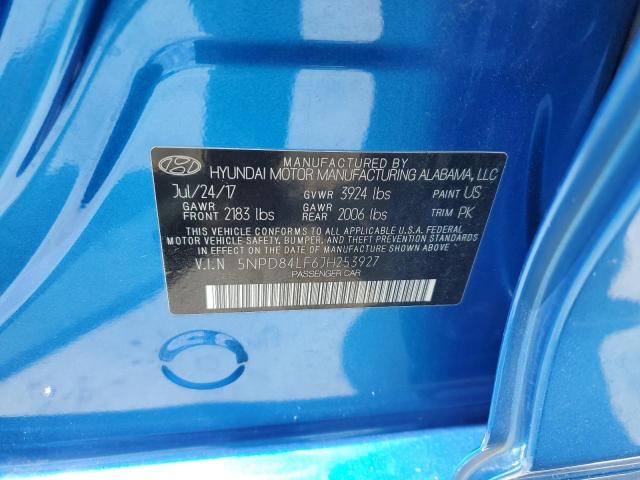 MANUFACTURED BY
HYUNDAI MOTOR MANUFACTURING ALABAMA, LLC
Jul/24/17 GVWR 3924 lbs PAINT US
GAWR FRONT 2183 lbs GAWR REAR 2006 lbs TRIM PK
THIS VEHICLE CONFORMS TO ALL APPLICABLE U.S.A. FEDERAL
MOTOR VEHICLE SAFETY, BUMPER, AND THEFT PREVENTION STANDARDS
IN EFFECT ON THE DATE OF MANUFACTURE SHOWN ABOVE.
V.I.N 5NPD84LF6JH253927
PASSENGER CAR